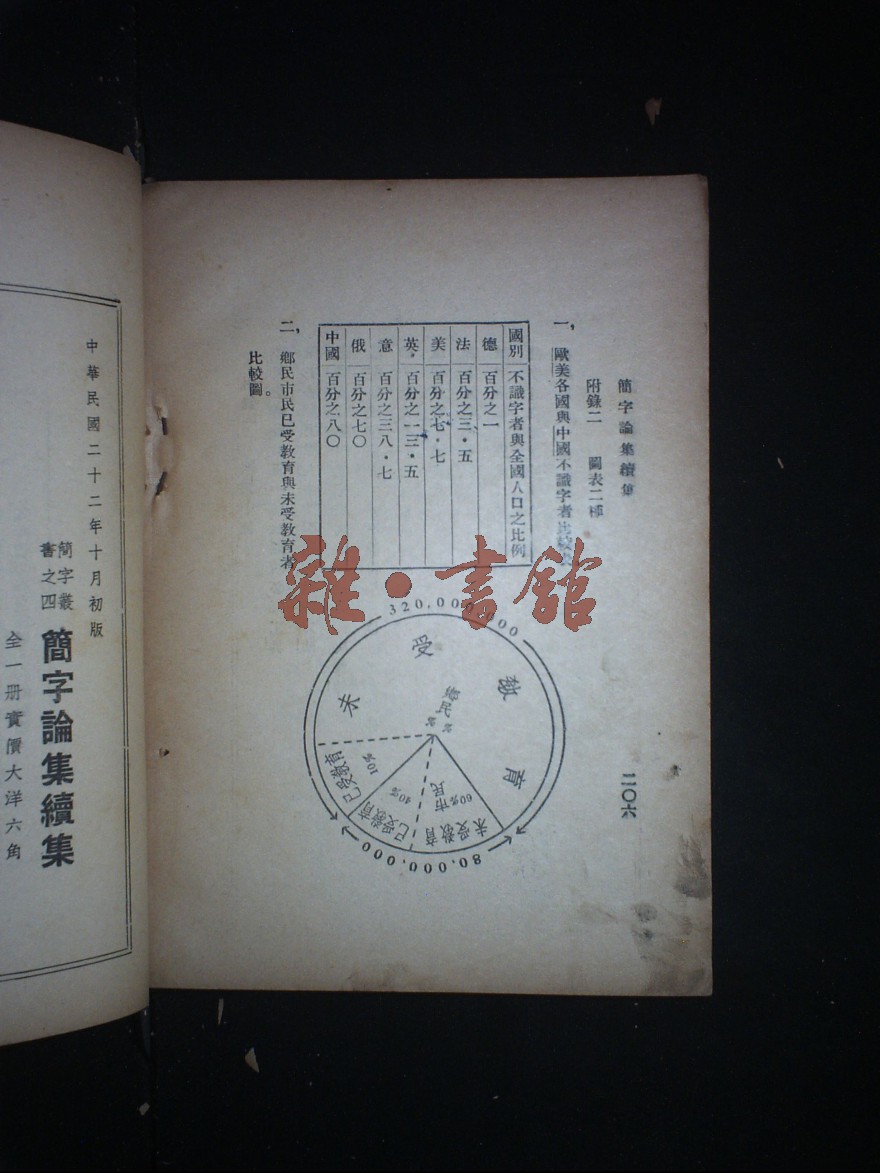 簡字論集續集
二〇六
附錄二 圖表二種
一，歐美各國與中國不識字者比較表
國別 不識字者與全國人口之比例
德 百分之一
法 百分之三・五
美 百分之七・七
英 百分之一三・五
意 百分之三八・七
俄 百分之七〇
中國 百分之八〇
二，鄉民市民已受教育與未受教育者
比較圖。
320,000,000
未受教育
鄉民
已受教育
10%
已受教育
40%
市民
60%
未受教育
80,000,000
雜・書館
中華民國二十二年十月初版
簡字叢
書之四
簡字論集續集
全一册實價大洋六角